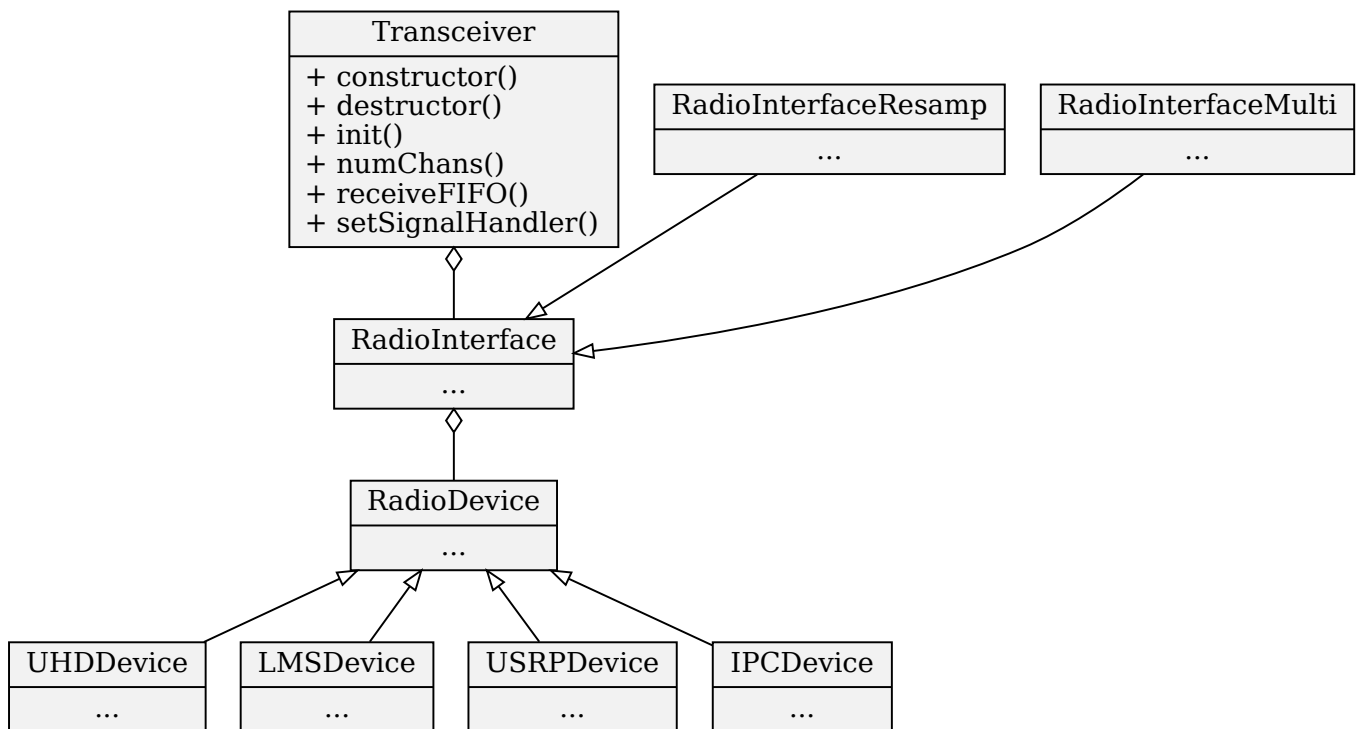 Transceiver
+ constructor()
+ destructor()
+ init()
+ numChans()
+ receiveFIFO()
+ setSignalHandler()
RadioInterfaceResamp
...
RadioInterfaceMulti
...
RadioInterface
...
RadioDevice
...
UHDDevice
...
LMSDevice
...
USRPDevice
...
IPCDevice
...